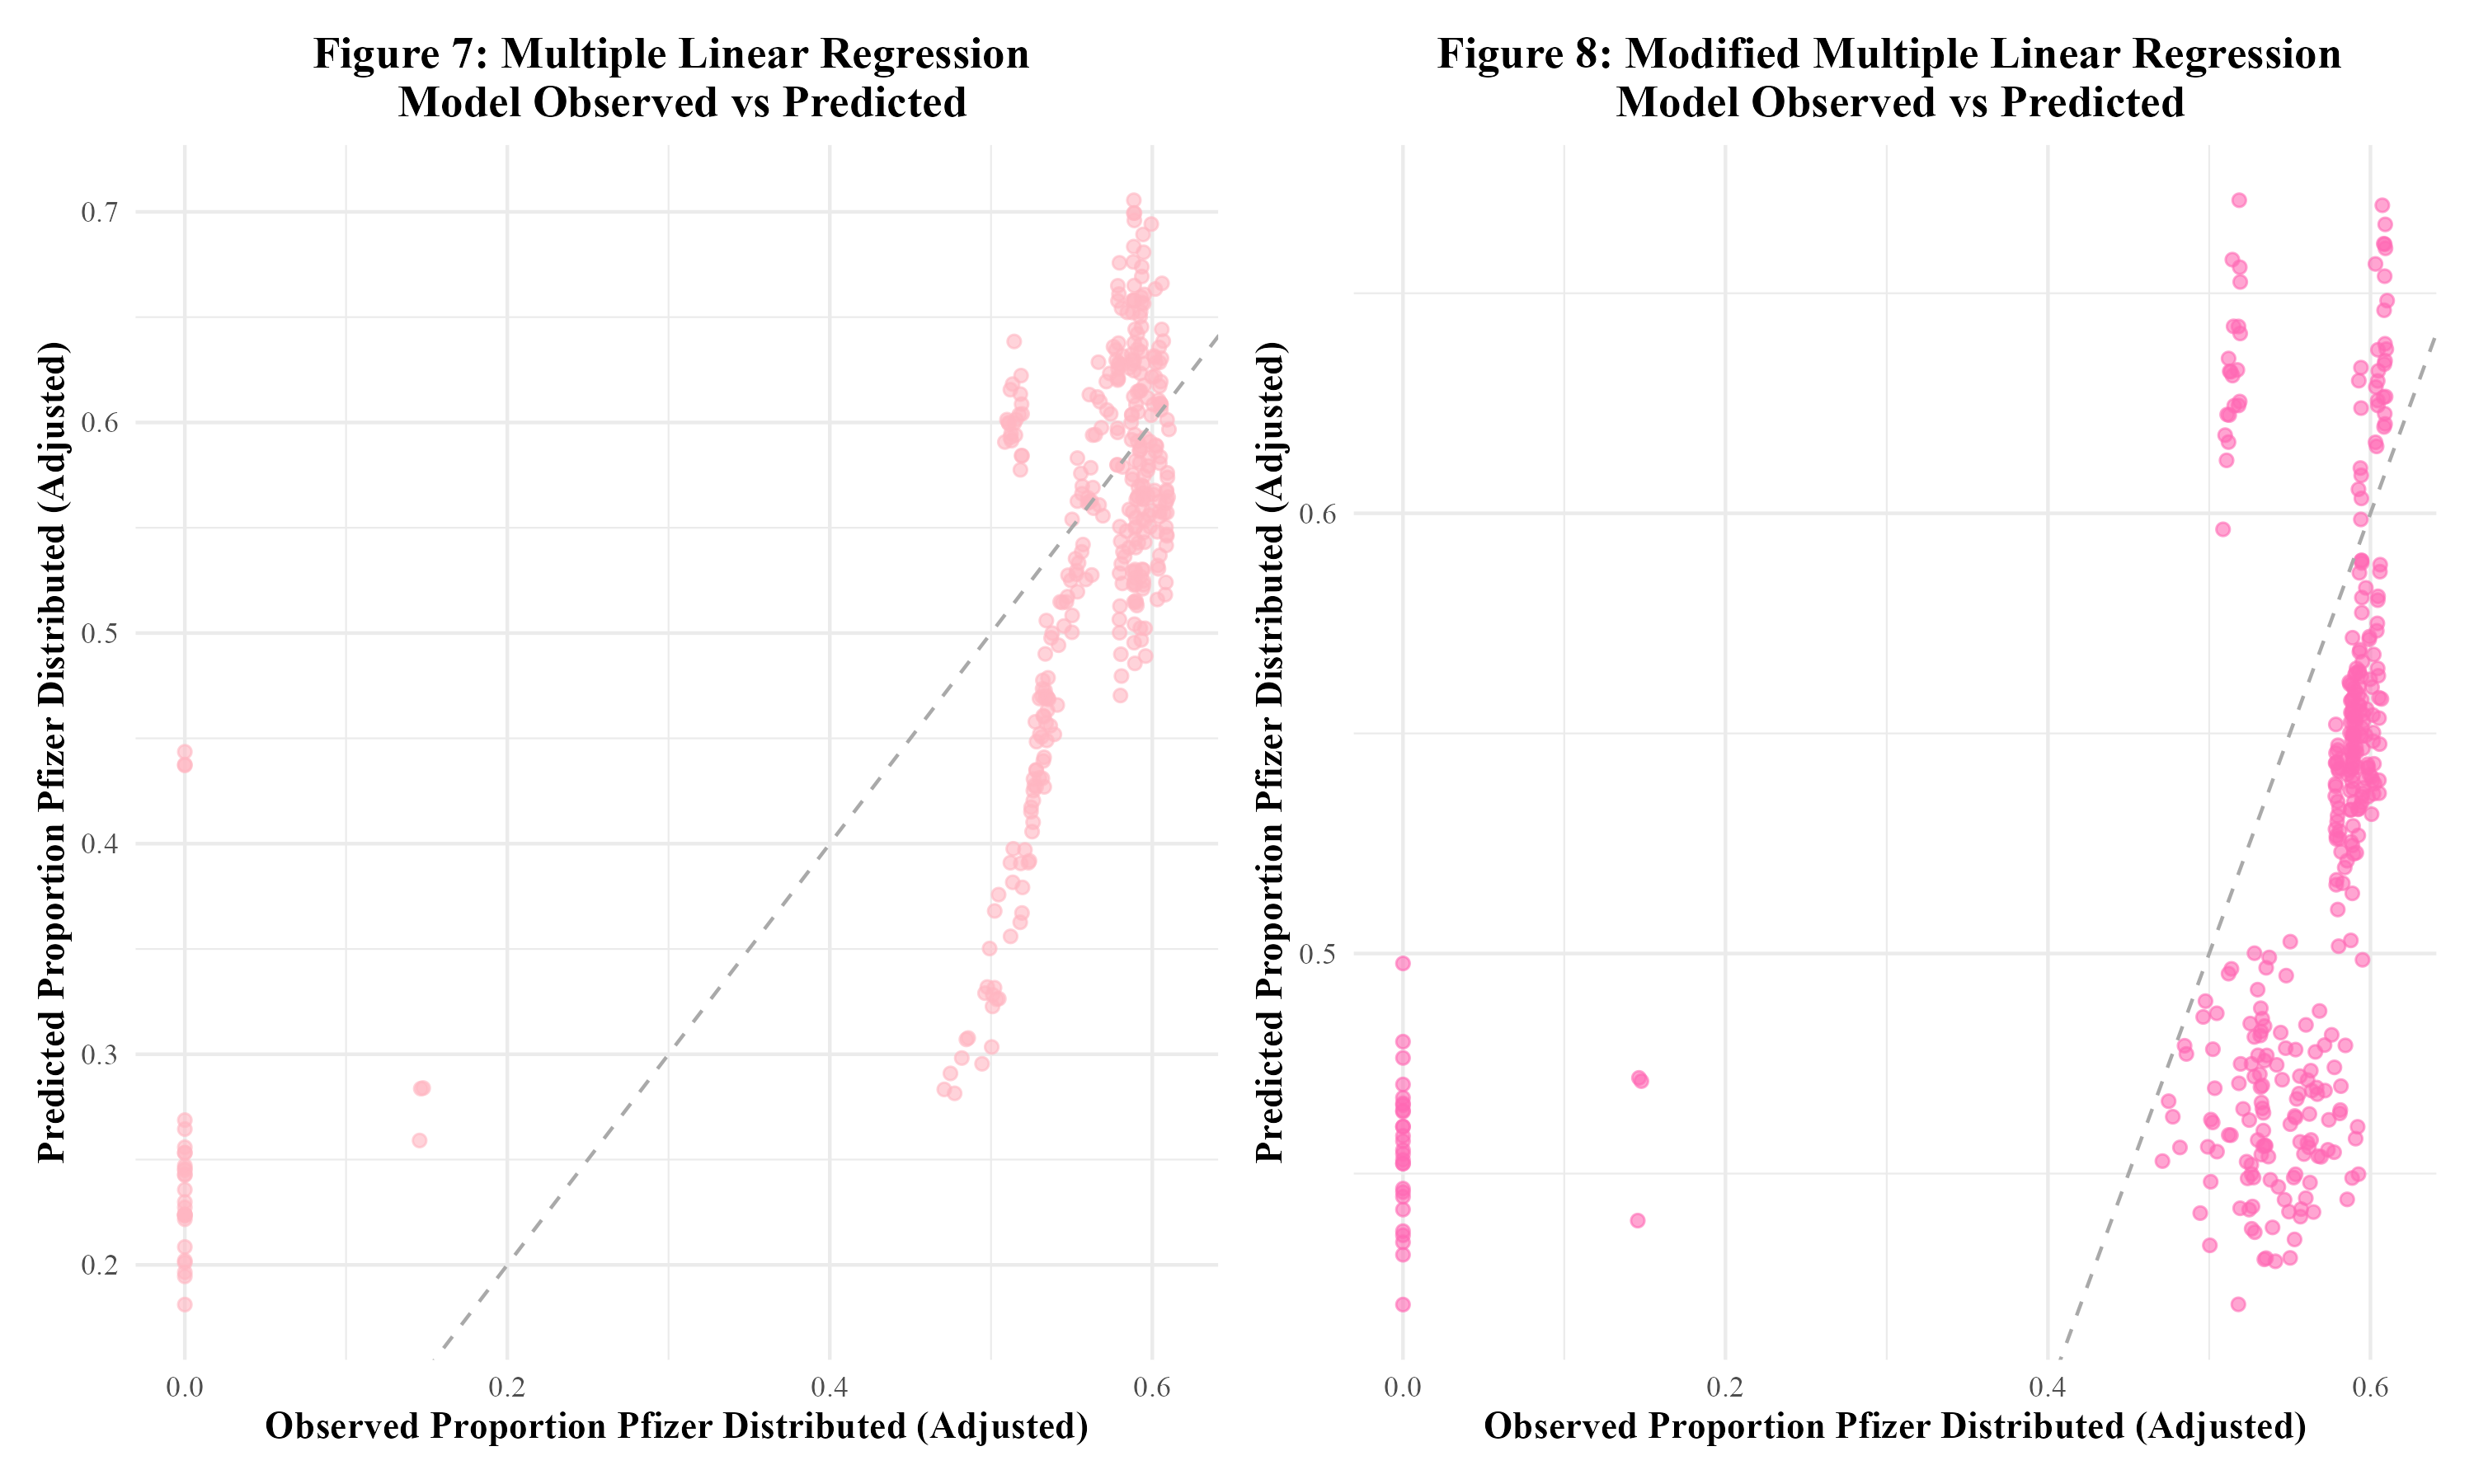 Figure 7: Multiple Linear Regression
Model Observed vs Predicted
Predicted Proportion Pfizer Distributed (Adjusted)
0.7
0.6
0.5
0.4
0.3
0.2
0.0
0.2
0.4
0.6
Observed Proportion Pfizer Distributed (Adjusted)
Figure 8: Modified Multiple Linear Regression
Model Observed vs Predicted
Predicted Proportion Pfizer Distributed (Adjusted)
0.6
0.5
0.0
0.2
0.4
0.6
Observed Proportion Pfizer Distributed (Adjusted)